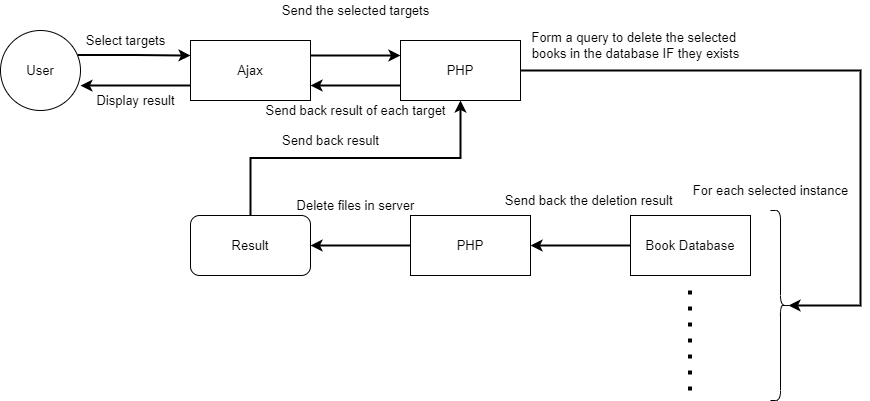 Send the selected targets
Select targets
Form a query to delete the selected
books in the database IF they exists
User
Ajax
PHP
Display result
Send back result of each target
Send back result
For each selected instance
Delete files in server
Send back the deletion result
Result
PHP
Book Database